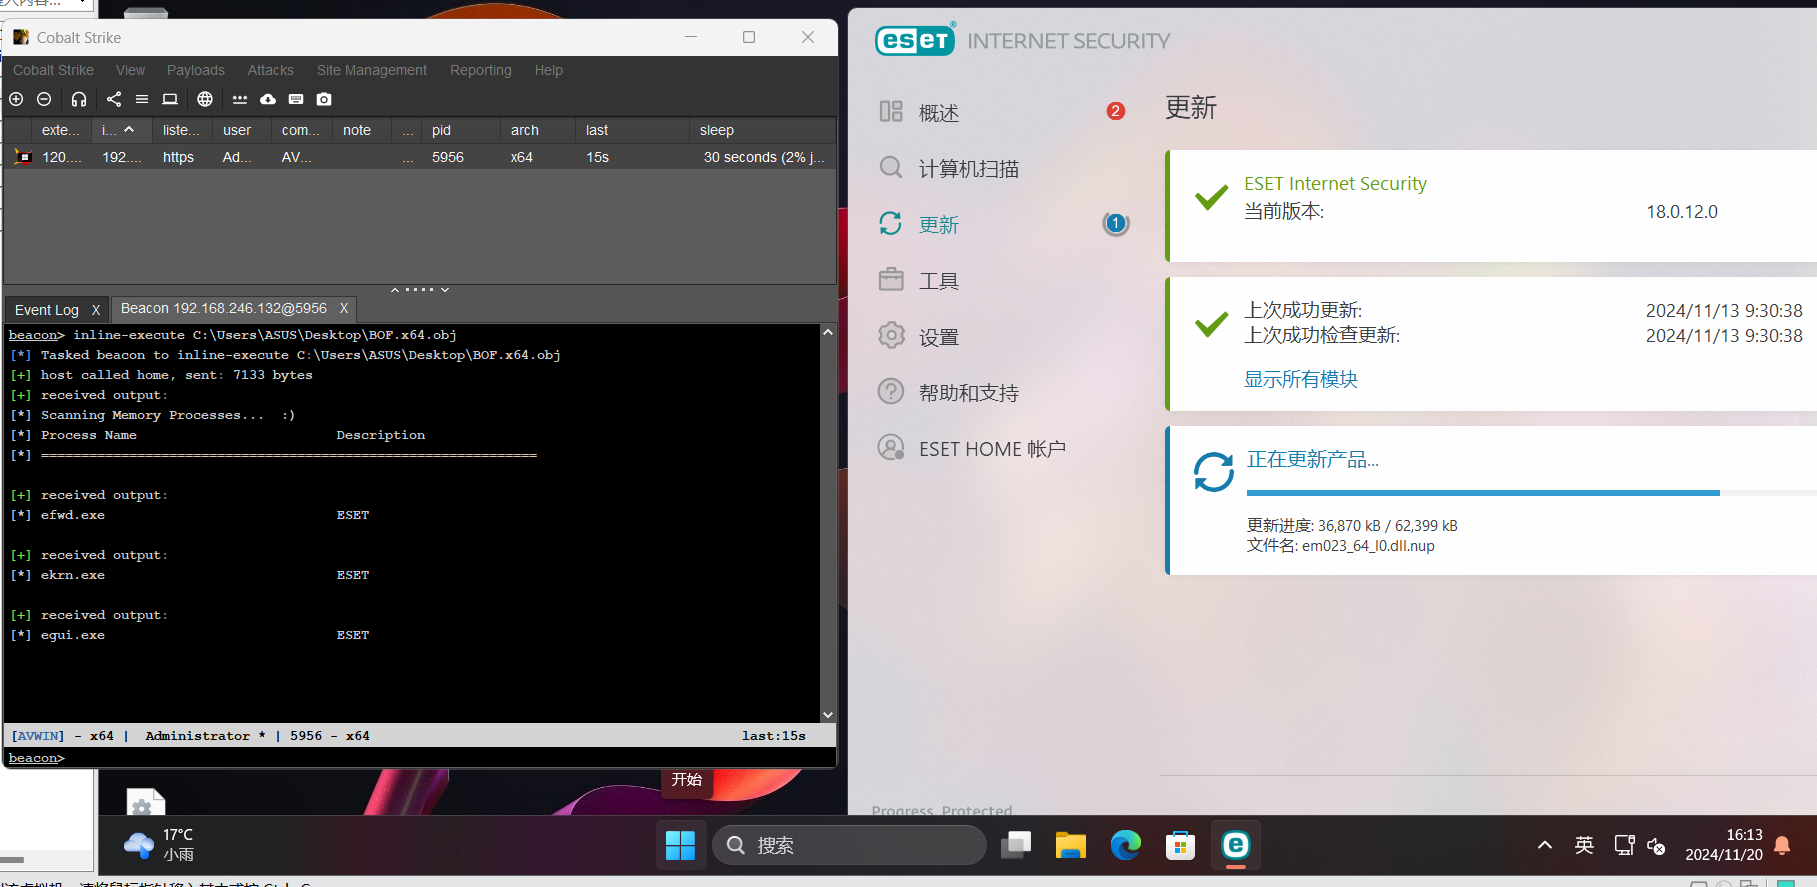 Cobalt Strike
Cobalt Strike View Payloads Attacks Site Management Reporting Help
exte... i... liste... user com... note ... pid arch last sleep
120.... 192.... https Ad... AV... ... 5956 x64 15s 30 seconds (2% j...
Event Log X Beacon 192.168.246.132@5956 X
beacon> inline-execute C:\Users\ASUS\Desktop\BOF.x64.obj
[*] Tasked beacon to inline-execute C:\Users\ASUS\Desktop\BOF.x64.obj
[+] host called home, sent: 7133 bytes
[+] received output:
[*] Scanning Memory Processes... :)
[*] Process Name Description
[*] ==============================================================
[+] received output:
[*] efwd.exe ESET
[+] received output:
[*] ekrn.exe ESET
[+] received output:
[*] egui.exe ESET
[AVWIN] - x64 | Administrator * | 5956 - x64 last:15s
beacon>
eseT® INTERNET SECURITY
概述 2
计算机扫描
更新 1
工具
设置
帮助和支持
ESET HOME 帐户
更新
ESET Internet Security
当前版本: 18.0.12.0
上次成功更新: 2024/11/13 9:30:38
上次成功检查更新: 2024/11/13 9:30:38
显示所有模块
正在更新产品...
更新进度: 36,870 kB / 62,399 kB
文件名: em023_64_l0.dll.nup
Progress. Protected.
开始
17°C
小雨
搜索
英
16:13
2024/11/20